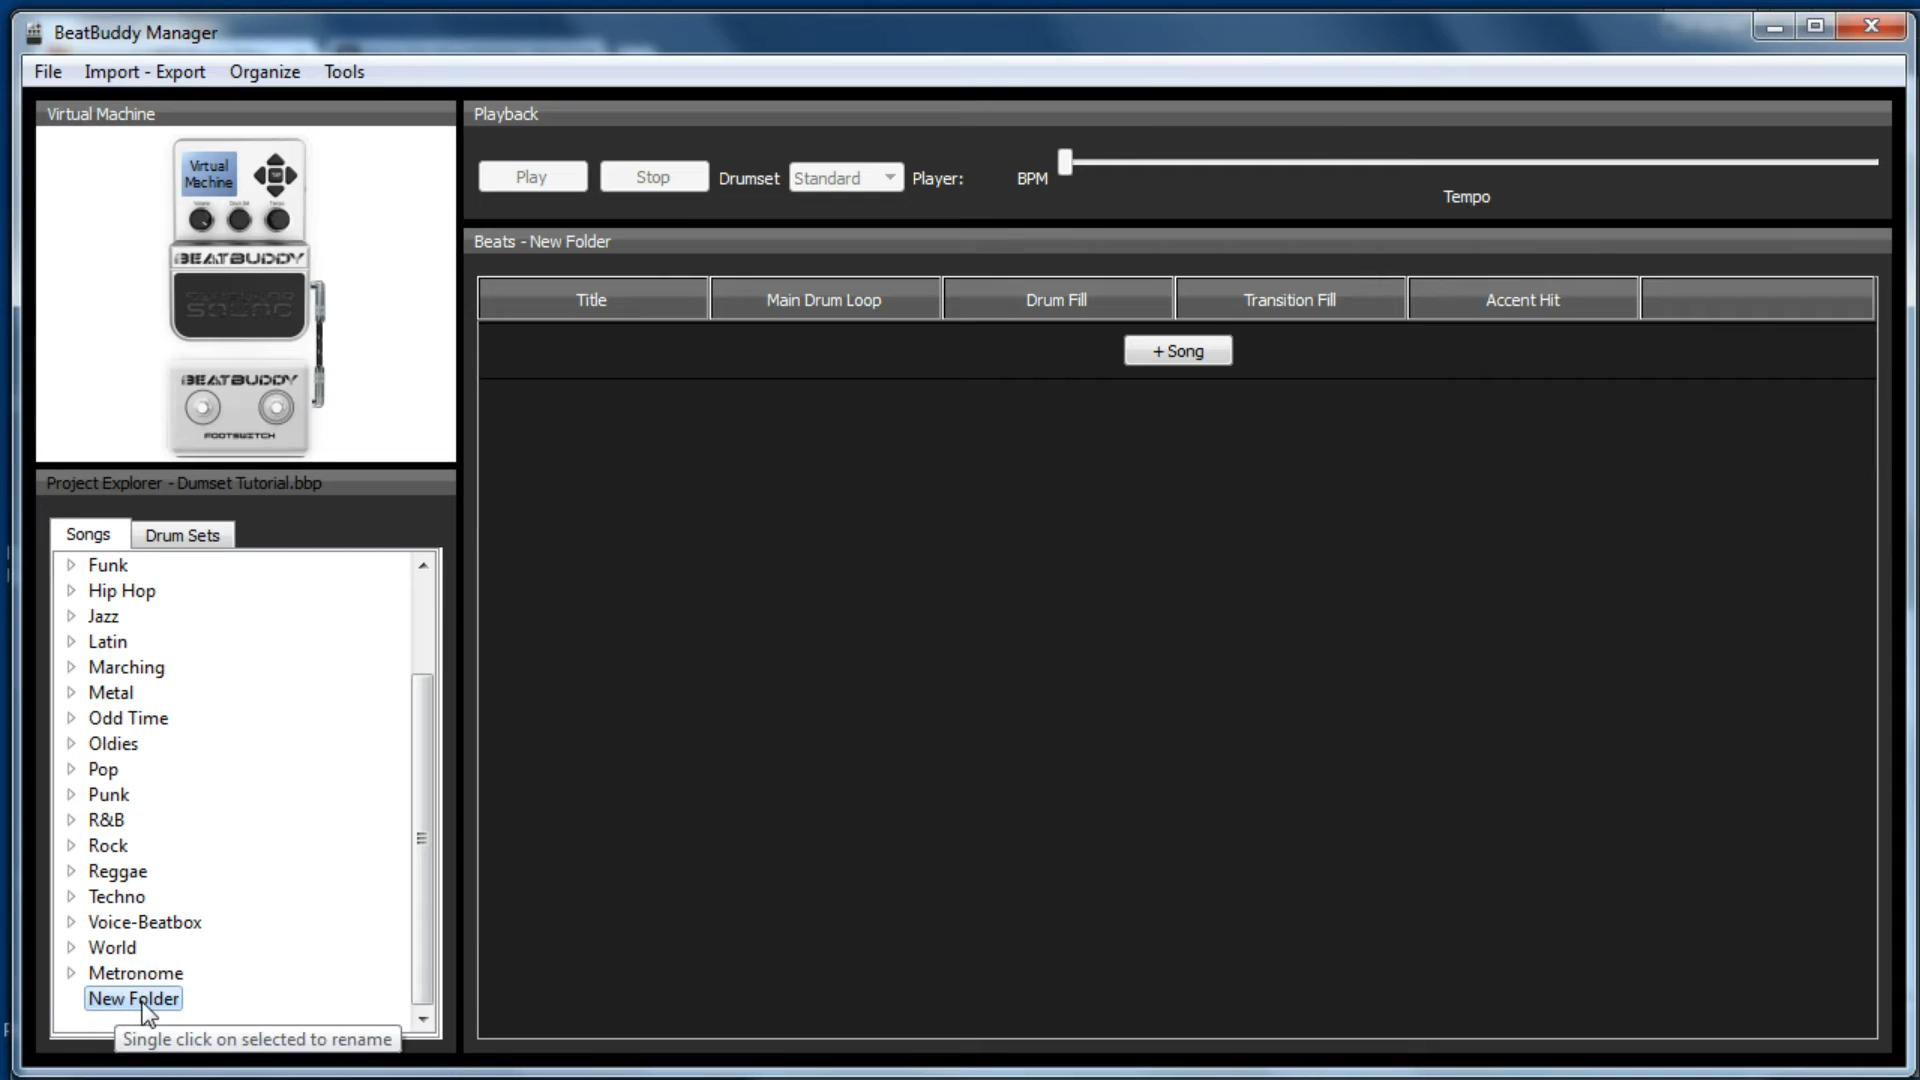 BeatBuddy Manager
File Import - Export Organize Tools
Virtual Machine
Virtual
Machine
BEATBUDDY
SOUND
BEATBUDDY
FOOTSWITCH
Playback
Play Stop Drumset Standard Player: BPM
Tempo
Beats - New Folder
Title Main Drum Loop Drum Fill Transition Fill Accent Hit
+ Song
Project Explorer - Dumset Tutorial.bbp
Songs Drum Sets
Funk
Hip Hop
Jazz
Latin
Marching
Metal
Odd Time
Oldies
Pop
Punk
R&B
Rock
Reggae
Techno
Voice-Beatbox
World
Metronome
New Folder
Single click on selected to rename